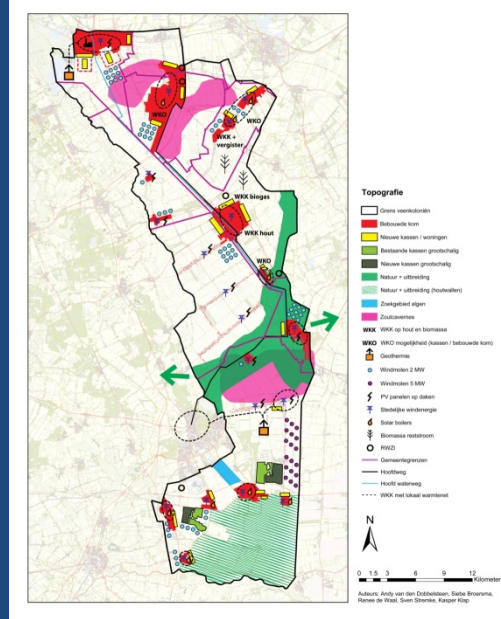 WKO
WKO
WKK +
vergister
WKK biogas
WKK hout
WKO
Topografie
Grens veenkoloniën
Bebouwde kom
Nieuwe kassen / woningen
Bestaande kassen grootschalig
Nieuwe kassen grootschalig
Natuur + uitbreiding
Natuur + uitbreiding (houtwallen)
Zoekgebied algen
Zoutcavernes
WKK WKK op hout en biomassa
WKO WKO mogelijkheid (kassen / bebouwde kom)
Geothermie
Windmolen 2 MW
Windmolen 5 MW
PV panelen op daken
Stedelijke windenergie
Solar boilers
Biomassa reststroom
RWZI
Gemeentegrenzen
Hoofdweg
Hoofd waterweg
WKK met lokaal warmtenet
N
0 1.5 3 6 9 12
Kilometer
Auteurs: Andy van den Dobbelsteen, Siebe Broersma,
Renee de Waal, Sven Stremke, Kasper Klap